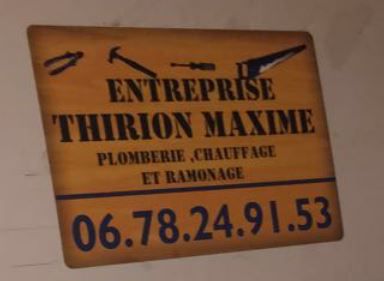 ENTREPRISE
THIRION MAXIME
PLOMBERIE ,CHAUFFAGE
ET RAMONAGE
06.78.24.91.53